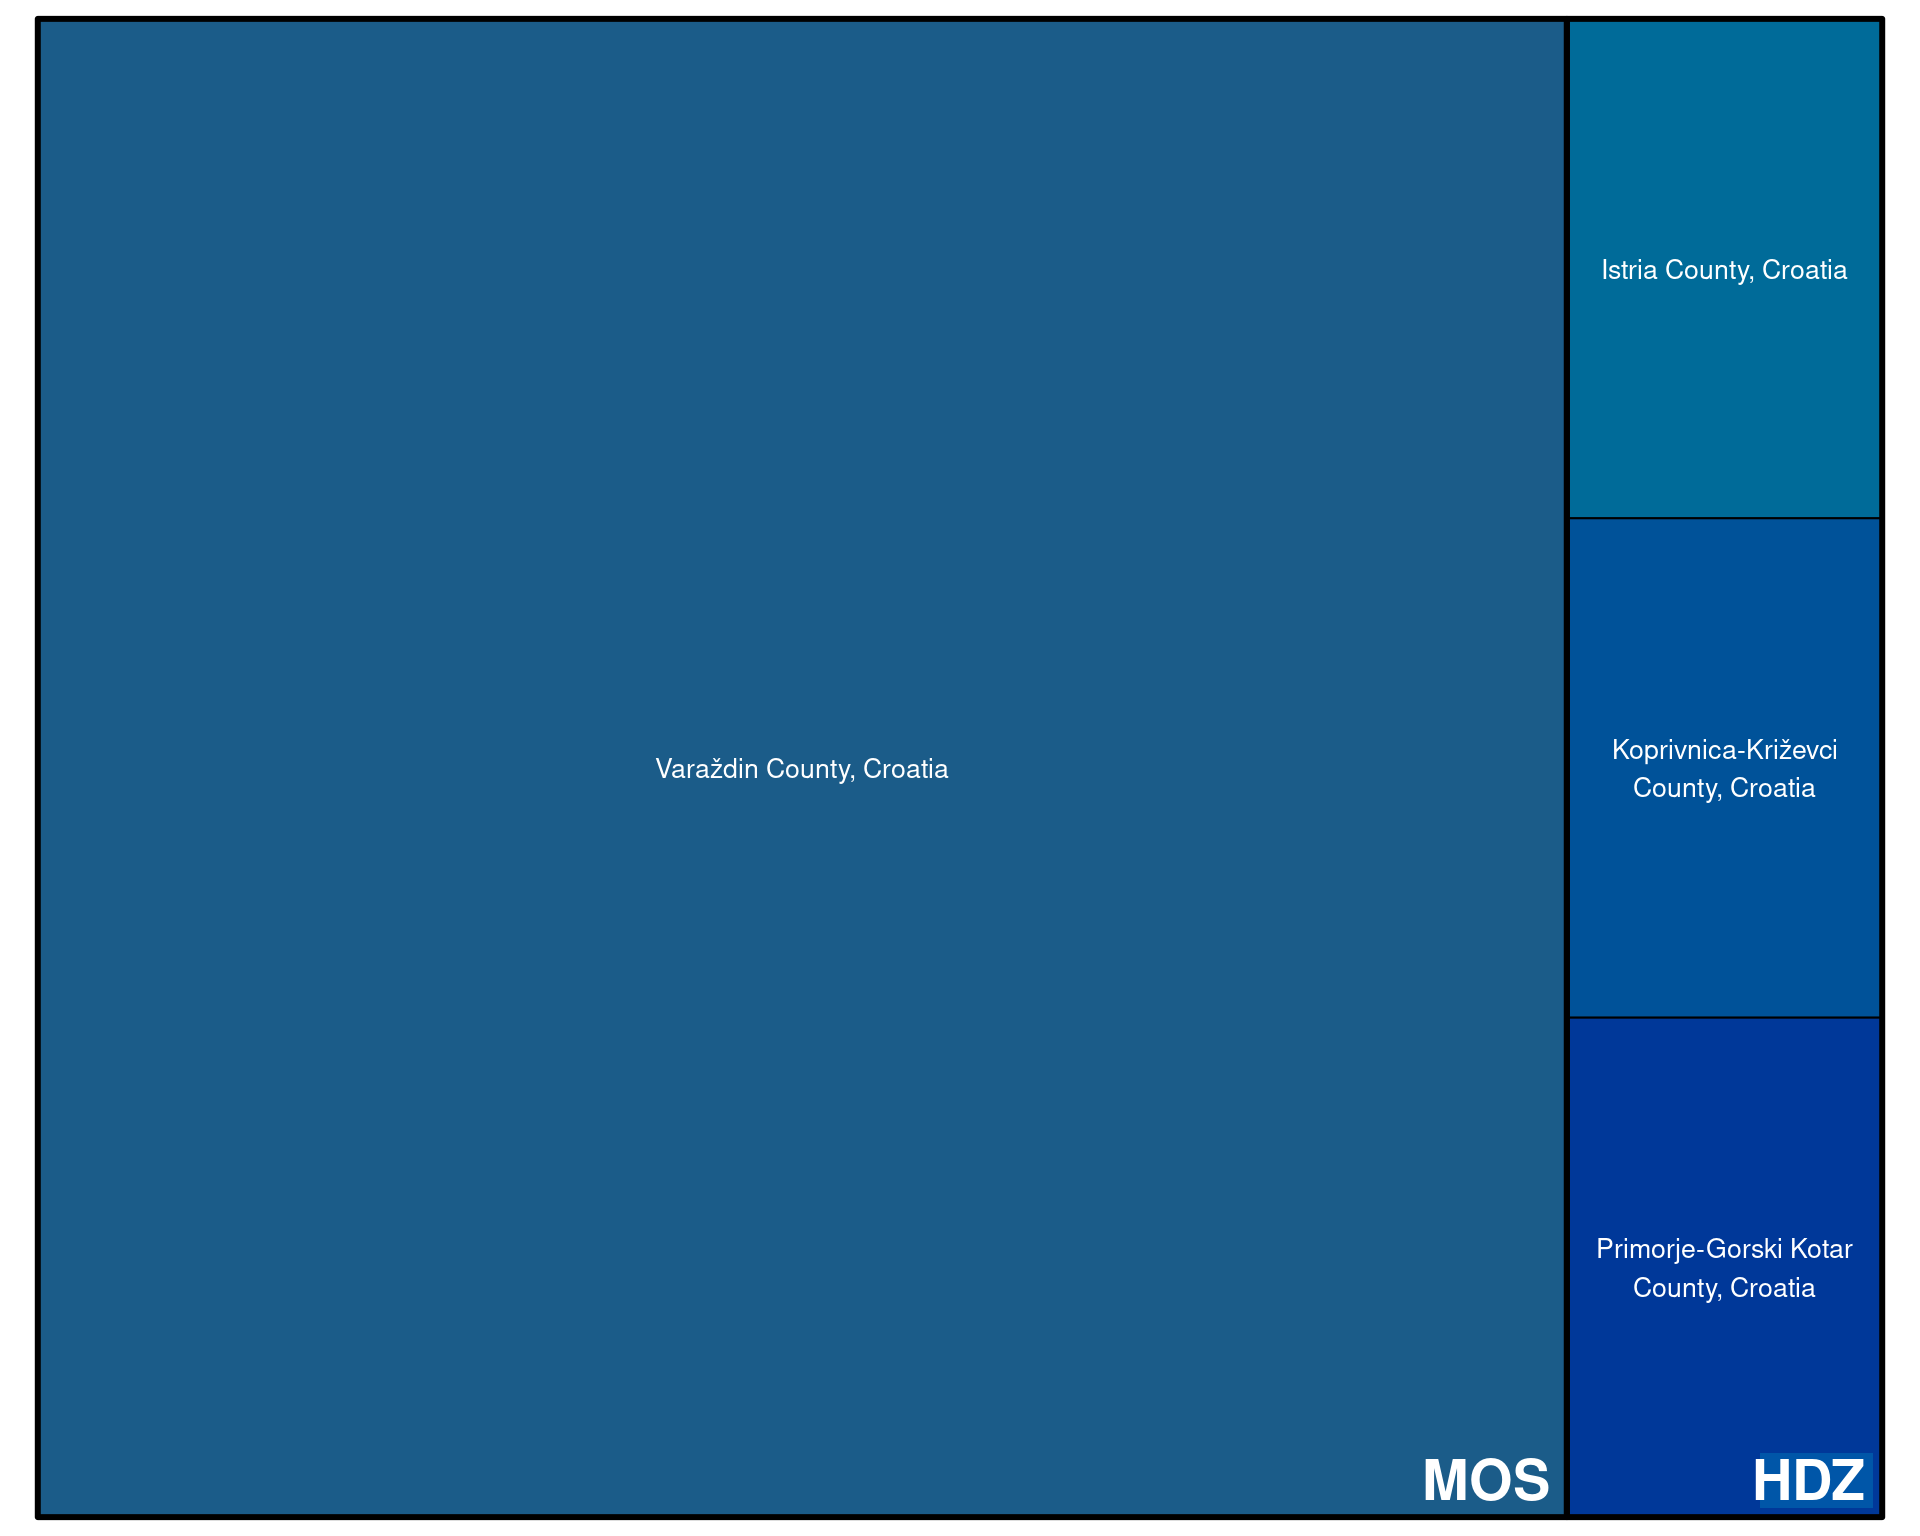 Varaždin County, Croatia
MOS
Istria County, Croatia
Koprivnica-Križevci
County, Croatia
Primorje-Gorski Kotar
County, Croatia
HDZ